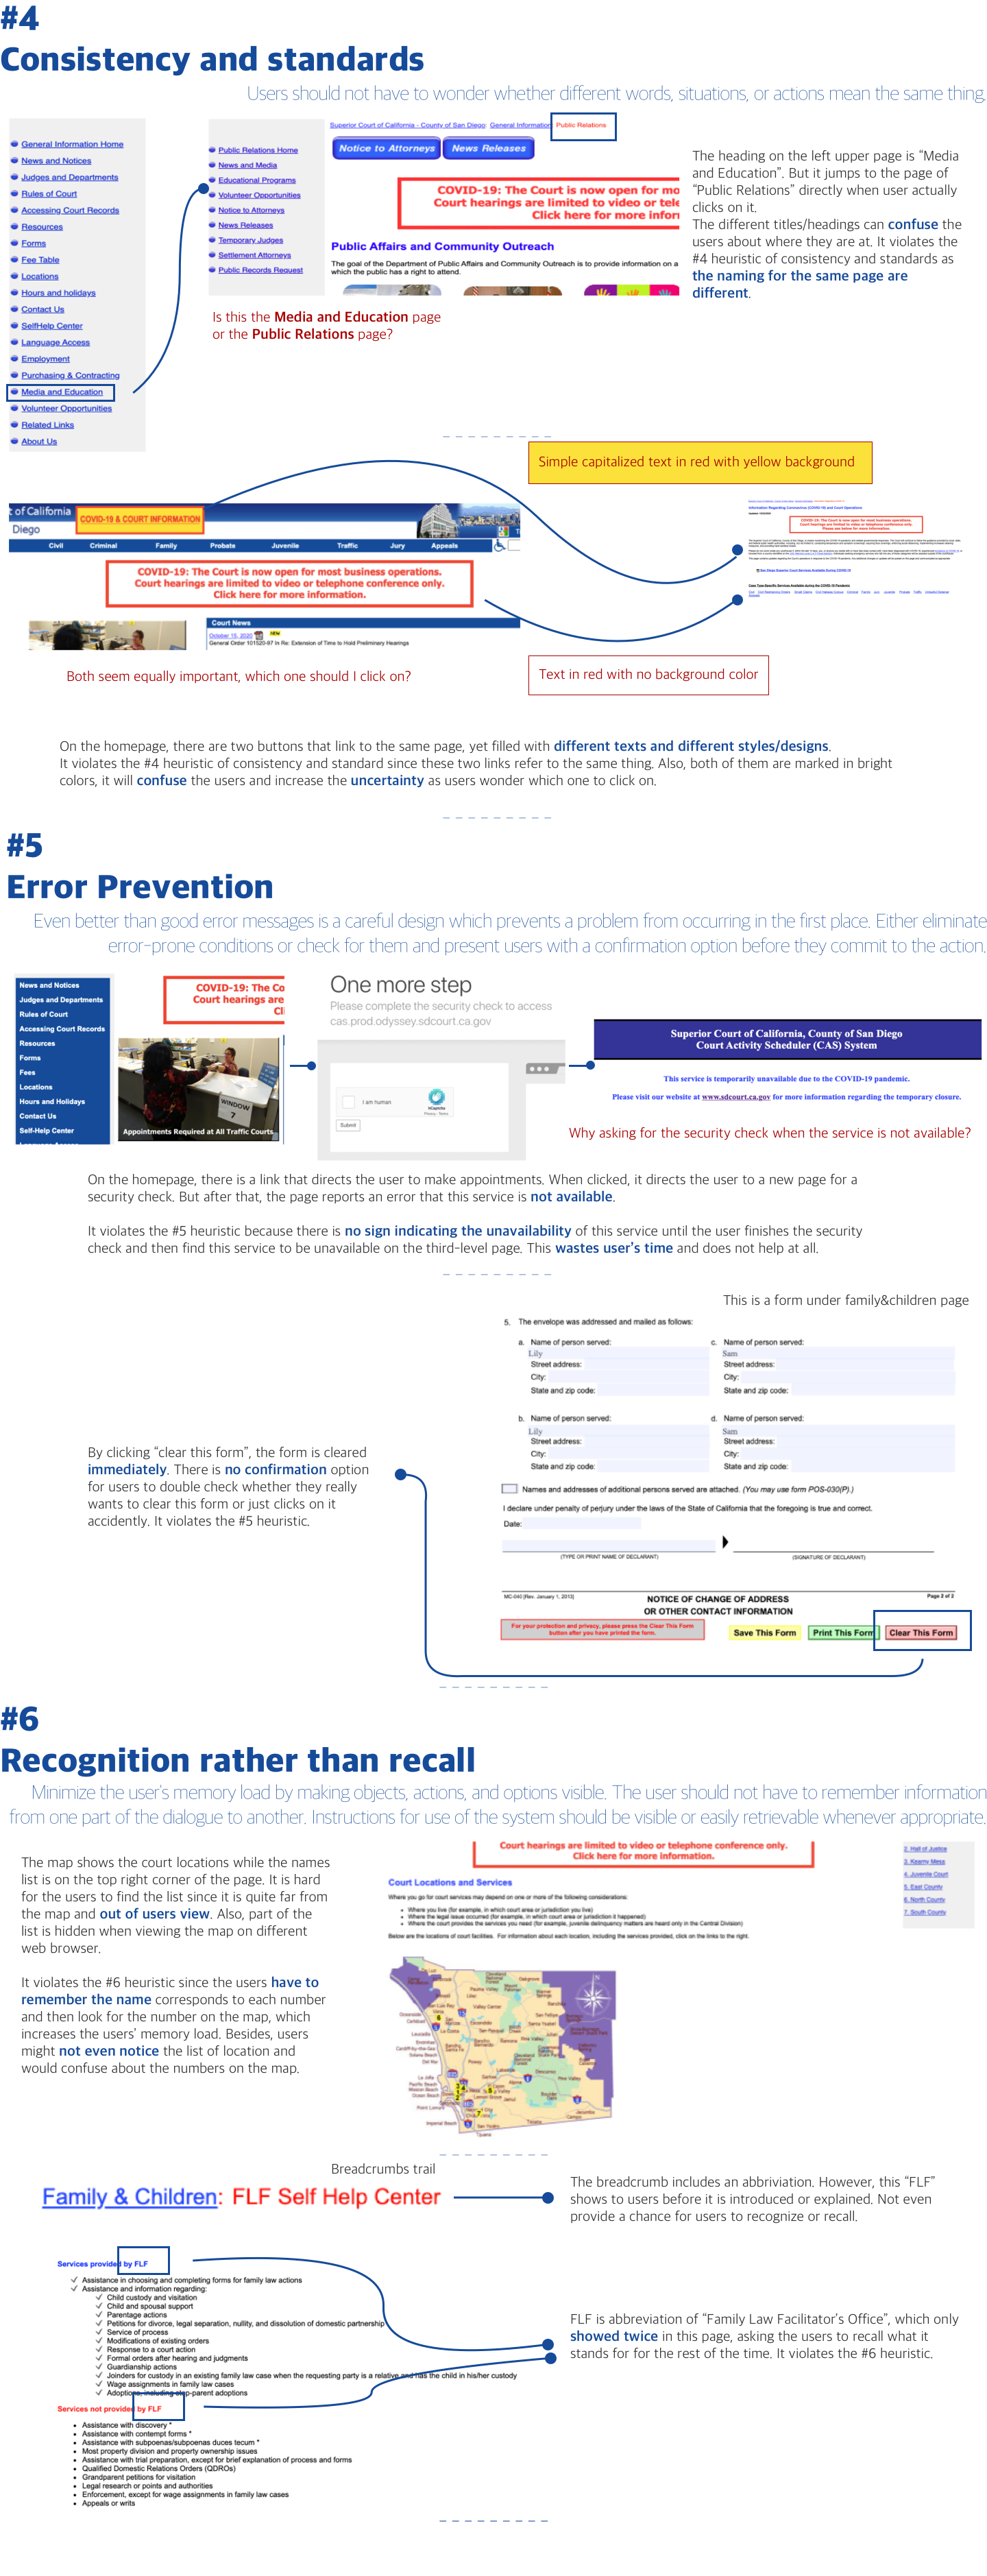 #4
Consistency and standards
Users should not have to wonder whether different words, situations, or actions mean the same thing.
General Information Home
News and Notices
Judges and Departments
Rules of Court
Accessing Court Records
Resources
Forms
Fee Table
Locations
Hours and holidays
Contact Us
SelfHelp Center
Language Access
Employment
Purchasing & Contracting
Media and Education
Volunteer Opportunities
Related Links
About Us
Public Relations Home
News and Media
Educational Programs
Volunteer Opportunities
Notice to Attorneys
News Releases
Temporary Judges
Settlement Attorneys
Public Records Request
Superior Court of California - County of San Diego: General Information: Public Relations
Notice to Attorneys
News Releases
COVID-19: The Court is now open for mo
Court hearings are limited to video or tele
Click here for more infor
Public Affairs and Community Outreach
The goal of the Department of Public Affairs and Community Outreach is to provide information on a
which the public has a right to attend.
Is this the Media and Education page
or the Public Relations page?
The heading on the left upper page is “Media
and Education”. But it jumps to the page of
“Public Relations” directly when user actually
clicks on it.
The different titles/headings can confuse the
users about where they are at. It violates the
#4 heuristic of consistency and standards as
the naming for the same page are
different.
Simple capitalized text in red with yellow background
t of California
Diego
COVID-19 & COURT INFORMATION
Civil Criminal Family Probate Juvenile Traffic Jury Appeals
COVID-19: The Court is now open for most business operations.
Court hearings are limited to video or telephone conference only.
Click here for more information.
Court News
October 19, 2020 NEW
General Order 101520-97 In Re: Extension of Time to Hold Preliminary Hearings
Information Regarding Coronavirus (COVID-19) and Court Operations
COVID-19: The Court is now open for most business operations.
Court hearings are limited to video or telephone conference only.
Click here for more information.
San Diego Superior Court Services Available During COVID-19
Case Type-Specific Services Available during the COVID-19 Pandemic
Both seem equally important, which one should I click on?
Text in red with no background color
On the homepage, there are two buttons that link to the same page, yet filled with different texts and different styles/designs.
It violates the #4 heuristic of consistency and standard since these two links refer to the same thing. Also, both of them are marked in bright
colors, it will confuse the users and increase the uncertainty as users wonder which one to click on.
#5
Error Prevention
Even better than good error messages is a careful design which prevents a problem from occurring in the first place. Either eliminate
error-prone conditions or check for them and present users with a confirmation option before they commit to the action.
News and Notices
Judges and Departments
Rules of Court
Accessing Court Records
Resources
Forms
Fees
Locations
Hours and Holidays
Contact Us
Self-Help Center
Language Access
COVID-19: The Co
Court hearings are
Cl
WINDOW
7
Appointments Required at All Traffic Courts
One more step
Please complete the security check to access
cas.prod.odyssey.sdcourt.ca.gov
I am human
hCaptcha
Privacy - Terms
Submit
Superior Court of California, County of San Diego
Court Activity Scheduler (CAS) System
This service is temporarily unavailable due to the COVID-19 pandemic.
Please visit our website at www.sdcourt.ca.gov for more information regarding the temporary closure.
Why asking for the security check when the service is not available?
On the homepage, there is a link that directs the user to make appointments. When clicked, it directs the user to a new page for a
security check. But after that, the page reports an error that this service is not available.
It violates the #5 heuristic because there is no sign indicating the unavailability of this service until the user finishes the security
check and then find this service to be unavailable on the third-level page. This wastes user's time and does not help at all.
This is a form under family&children page
5. The envelope was addressed and mailed as follows:
a. Name of person served:
Lily
Street address:
City:
State and zip code:
c. Name of person served:
Sam
Street address:
City:
State and zip code:
b. Name of person served:
Lily
Street address:
City:
State and zip code:
d. Name of person served:
Sam
Street address:
City:
State and zip code:
Names and addresses of additional persons served are attached. (You may use form POS-030(P).)
I declare under penalty of perjury under the laws of the State of California that the foregoing is true and correct.
Date:
(TYPE OR PRINT NAME OF DECLARANT)
(SIGNATURE OF DECLARANT)
MC-040 [Rev. January 1, 2013]
NOTICE OF CHANGE OF ADDRESS
OR OTHER CONTACT INFORMATION
Page 2 of 2
For your protection and privacy, please press the Clear This Form
button after you have printed the form.
Save This Form
Print This Form
Clear This Form
By clicking “clear this form”, the form is cleared
immediately. There is no confirmation option
for users to double check whether they really
wants to clear this form or just clicks on it
accidently. It violates the #5 heuristic.
#6
Recognition rather than recall
Minimize the user's memory load by making objects, actions, and options visible. The user should not have to remember information
from one part of the dialogue to another. Instructions for use of the system should be visible or easily retrievable whenever appropriate.
The map shows the court locations while the names
list is on the top right corner of the page. It is hard
for the users to find the list since it is quite far from
the map and out of users view. Also, part of the
list is hidden when viewing the map on different
web browser.
It violates the #6 heuristic since the users have to
remember the name corresponds to each number
and then look for the number on the map, which
increases the users' memory load. Besides, users
might not even notice the list of location and
would confuse about the numbers on the map.
Court hearings are limited to video or telephone conference only.
Click here for more information.
Court Locations and Services
Where you go for court services may depend on one or more of the following considerations:
Where you live (for example, in which court area or jurisdiction you live)
Where the legal issue occurred (for example, in which court area or jurisdiction it happened)
Where the court provides the services you need (for example, juvenile delinquency matters are heard only in the Central Division)
Below are the locations of court facilities. For information about each location, including the services provided, click on the links to the right.
2. Hall of Justice
3. Kearny Mesa
4. Juvenile Court
5. East County
6. North County
7. South County
Breadcrumbs trail
Family & Children: FLF Self Help Center
The breadcrumb includes an abbriviation. However, this “FLF”
shows to users before it is introduced or explained. Not even
provide a chance for users to recognize or recall.
Services provided by FLF
Assistance in choosing and completing forms for family law actions
Assistance and information regarding:
Child custody and visitation
Child and spousal support
Parentage actions
Petitions for divorce, legal separation, nullity, and dissolution of domestic partnership
Service of process
Modifications of existing orders
Response to a court action
Formal orders after hearing and judgments
Guardianship actions
Joinders for custody in an existing family law case when the requesting party is a relative and has the child in his/her custody
Wage assignments in family law cases
Adoptions, including step-parent adoptions
Services not provided by FLF
Assistance with discovery *
Assistance with contempt forms *
Assistance with subpoenas/subpoenas duces tecum *
Most property division and property ownership issues
Assistance with trial preparation, except for brief explanation of process and forms
Qualified Domestic Relations Orders (QDROs)
Grandparent petitions for visitation
Legal research or points and authorities
Enforcement, except for wage assignments in family law cases
Appeals or writs
FLF is abbreviation of “Family Law Facilitator's Office”, which only
showed twice in this page, asking the users to recall what it
stands for for the rest of the time. It violates the #6 heuristic.